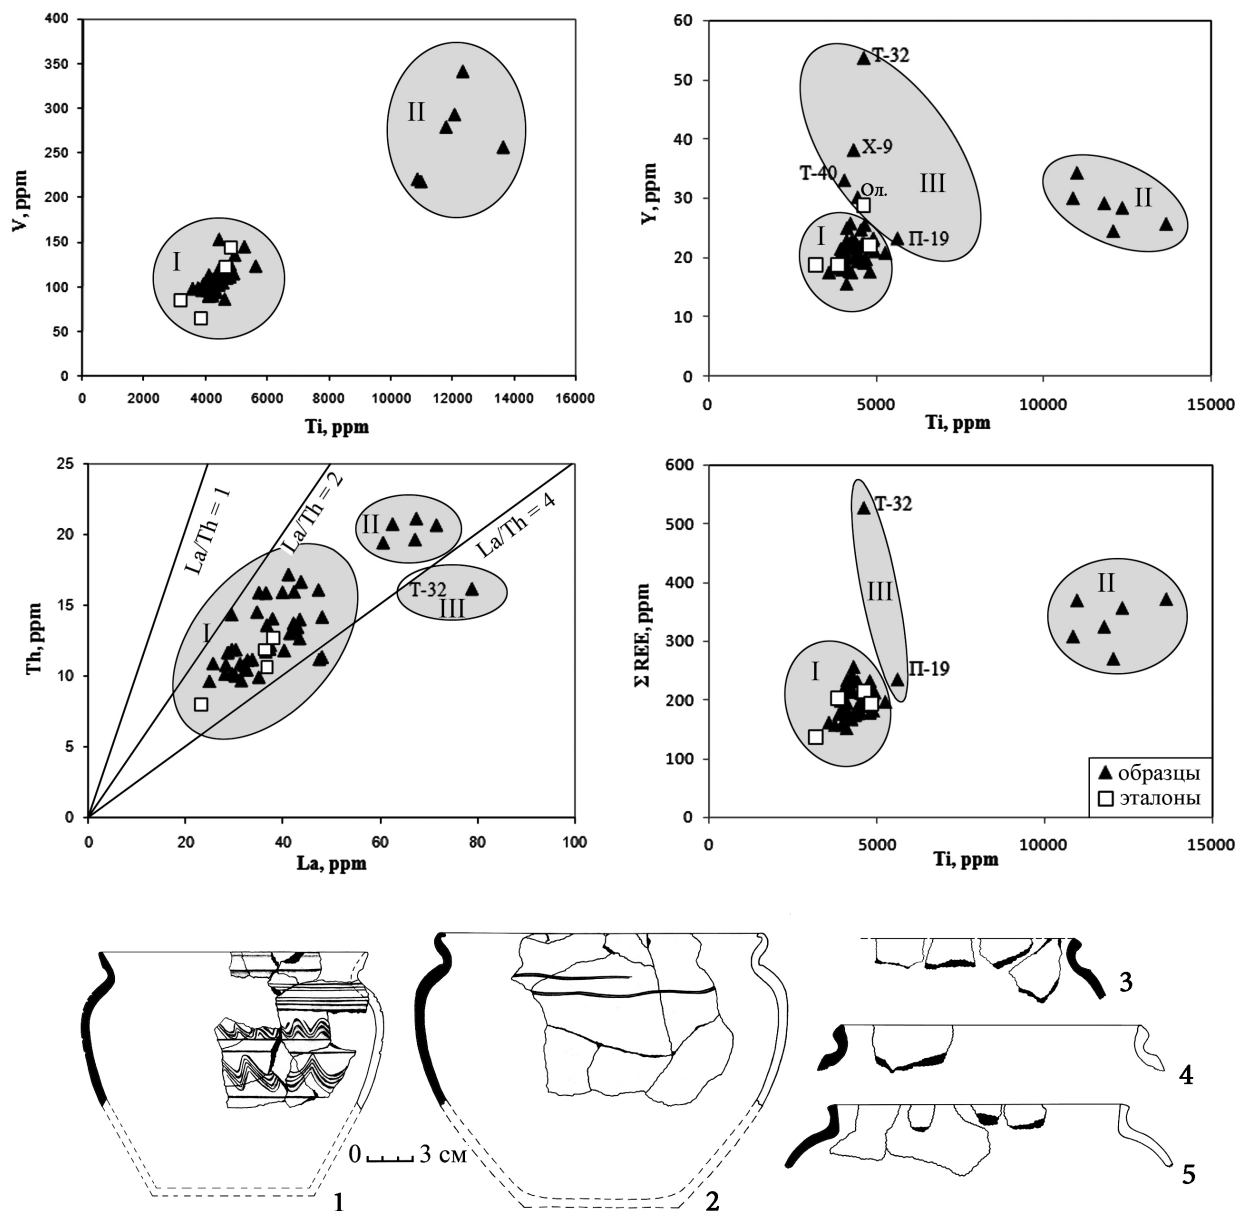 400
350
300
250
200
150
100
50
0
V, ppm
II
I
0 2000 4000 6000 8000 10000 12000 14000 16000
Ti, ppm
60
50
40
30
20
10
0
Y, ppm
Т-32
Х-9
Т-40
Ол.
III
II
I
П-19
0 5000 10000 15000
Ti, ppm
25
20
15
10
5
0
Th, ppm
La/Th = 1
La/Th = 2
La/Th = 4
II
Т-32
III
I
0 20 40 60 80 100
La, ppm
600
500
400
300
200
100
0
Σ REE, ppm
Т-32
III
II
I
П-19
образцы
эталоны
0 5000 10000 15000
Ti, ppm
0 3 см
1
2
3
4
5